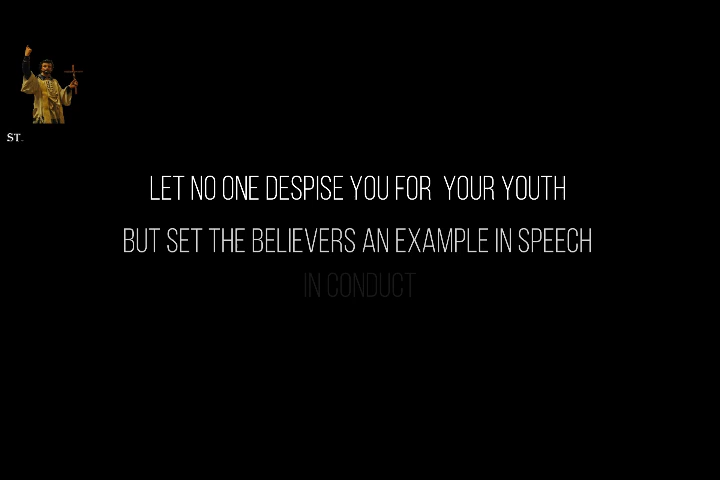 ST.
LET NO ONE DESPISE YOU FOR YOUR YOUTH
BUT SET THE BELIEVERS AN EXAMPLE IN SPEECH
IN CONDUCT